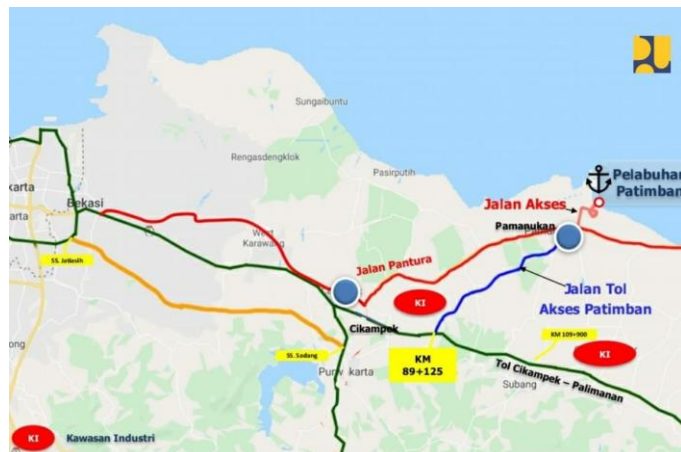 Sungaibuntu
Rengasdengklok
Pasirputih
Pelabuhan
Patimban
Jalan Akses
Pamanukan
karta
Bekasi
West
Karawang
SS. Jatiasih
Jalan Pantura
KI
Jalan Tol
Akses Patimban
Cikampek
KM 109+900
KI
SS. Sadang
KM
89+125
Purwakarta
Tol Cikampek – Palimanan
Subang
ong
KI
Kawasan Industri